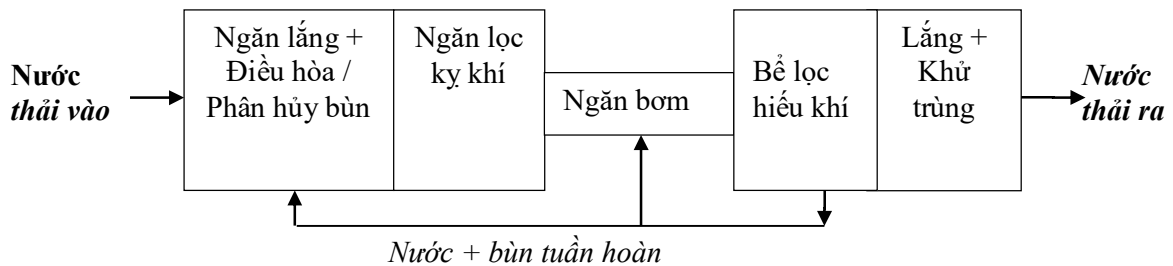 Nước
thải vào
Ngăn lắng +
Điều hòa /
Phân hủy bùn
Ngăn lọc
kỵ khí
Ngăn bơm
Bể lọc
hiếu khí
Lắng +
Khử
trùng
Nước
thải ra
Nước + bùn tuần hoàn